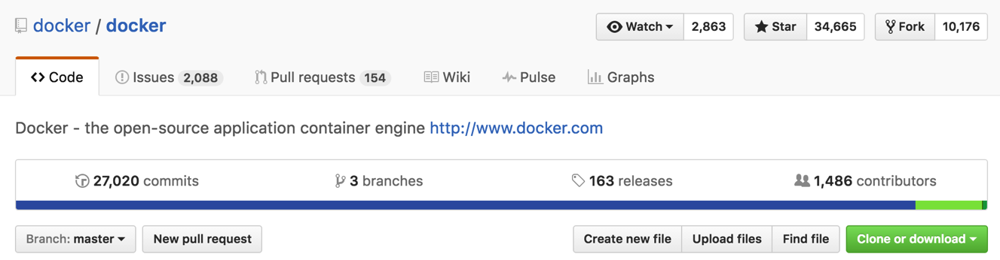 docker / docker
Watch 2,863 Star 34,665 Fork 10,176
Code Issues 2,088 Pull requests 154 Wiki Pulse Graphs
Docker - the open-source application container engine http://www.docker.com
27,020 commits 3 branches 163 releases 1,486 contributors
Branch: master New pull request Create new file Upload files Find file Clone or download